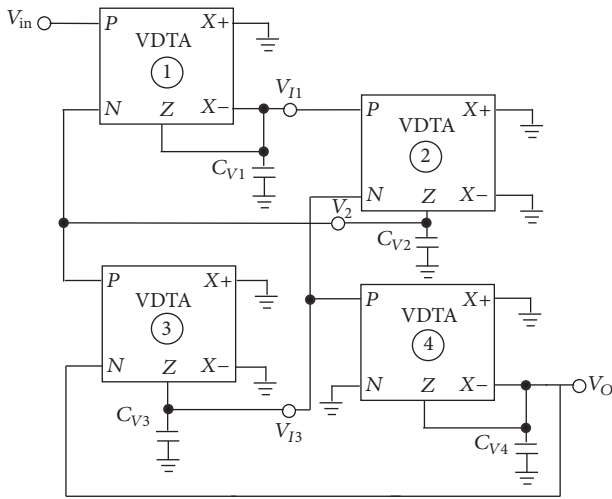 V_in
P
X+
VDTA
1
N
Z
X−
V_I1
C_V1
P
X+
VDTA
2
N
Z
X−
V_2
C_V2
P
X+
VDTA
3
N
Z
X−
C_V3
V_I3
P
X+
VDTA
4
N
Z
X−
V_O
C_V4